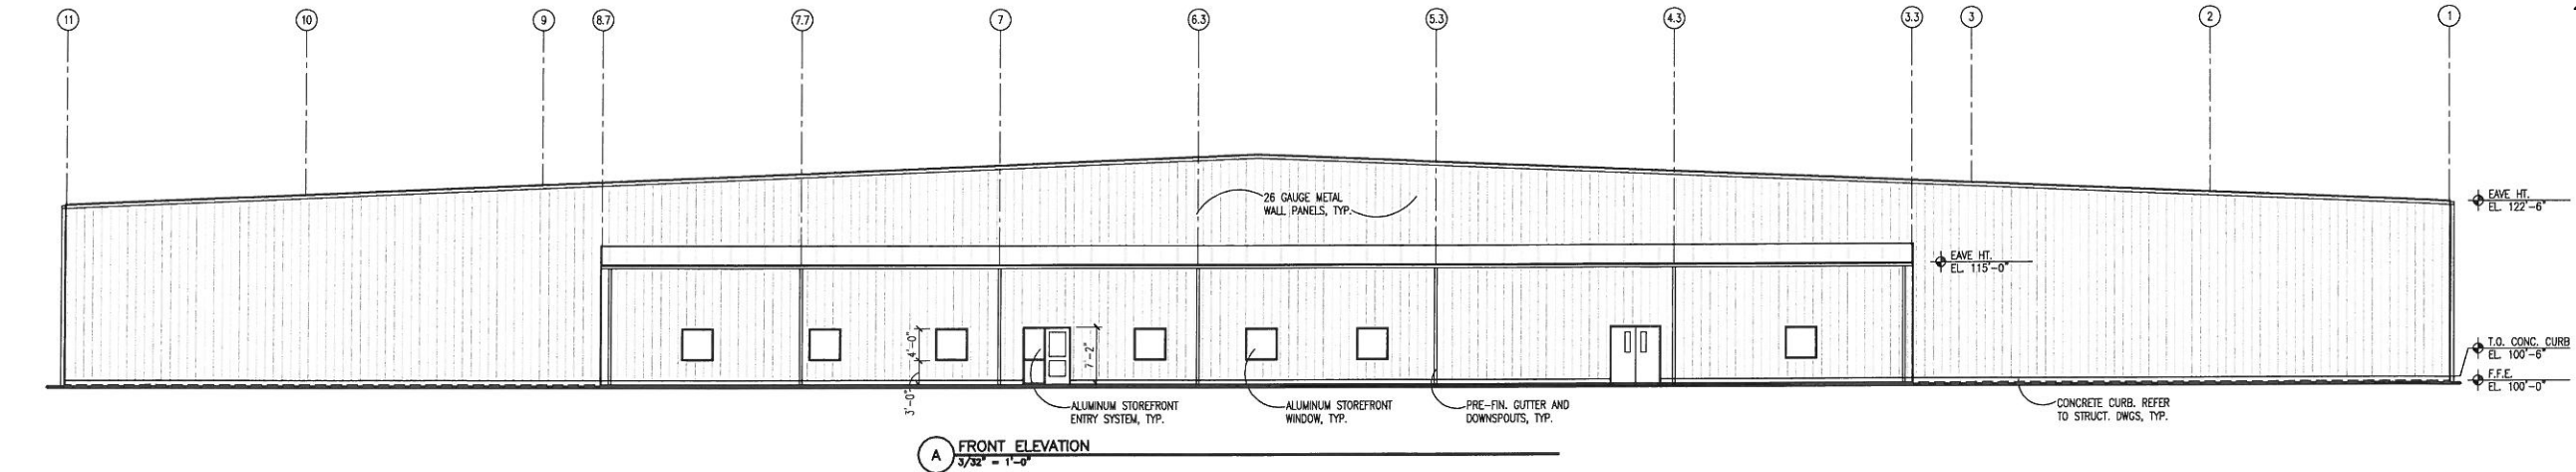 11
10
9
8.7
7.7
7
6.3
5.3
4.3
3.3
3
2
1
26 GAUGE METAL
WALL PANELS, TYP.
EAVE HT.
EL. 122'-6"
EAVE HT.
EL. 115'-0"
4'-0"
3'-0"
7'-2"
T.O. CONC. CURB
EL. 100'-6"
F.F.E.
EL. 100'-0"
ALUMINUM STOREFRONT
ENTRY SYSTEM, TYP.
ALUMINUM STOREFRONT
WINDOW, TYP.
PRE-FIN. GUTTER AND
DOWNSPOUTS, TYP.
CONCRETE CURB. REFER
TO STRUCT. DWGS, TYP.
A
FRONT ELEVATION
3/32" = 1'-0"